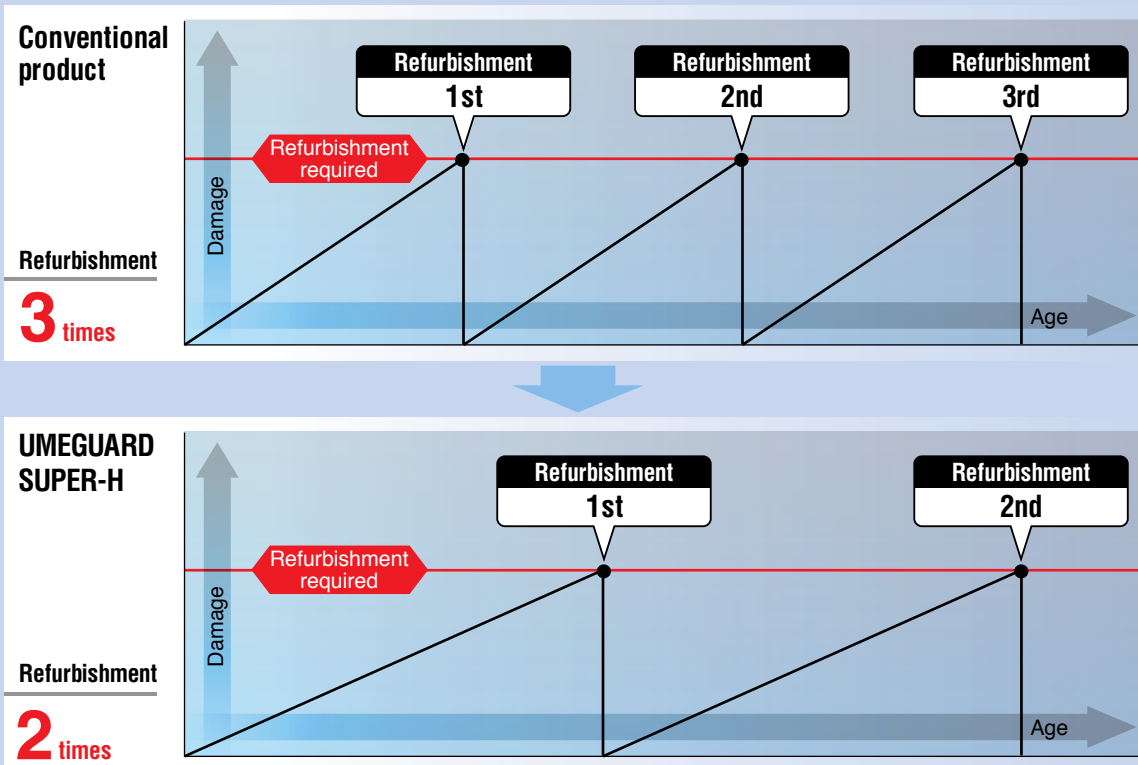 Conventional
product
Refurbishment
1st
Refurbishment
2nd
Refurbishment
3rd
Refurbishment
required
Damage
Age
Refurbishment
3 times
UMEGUARD
SUPER-H
Refurbishment
1st
Refurbishment
2nd
Refurbishment
required
Damage
Age
Refurbishment
2 times